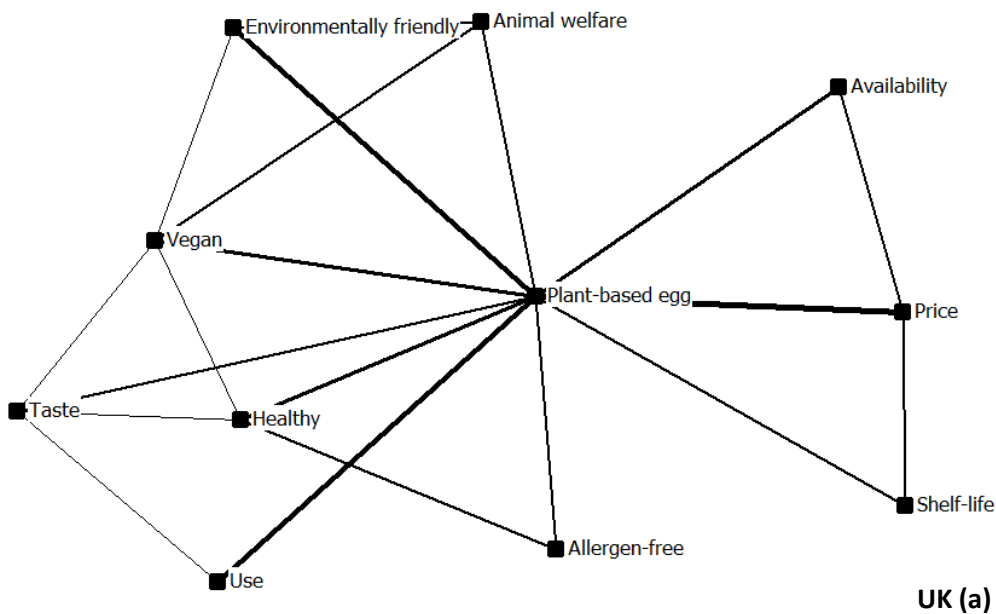 Environmentally friendly
Animal welfare
Availability
Vegan
Plant-based egg
Price
Taste
Healthy
Shelf-life
Allergen-free
Use
UK (a)